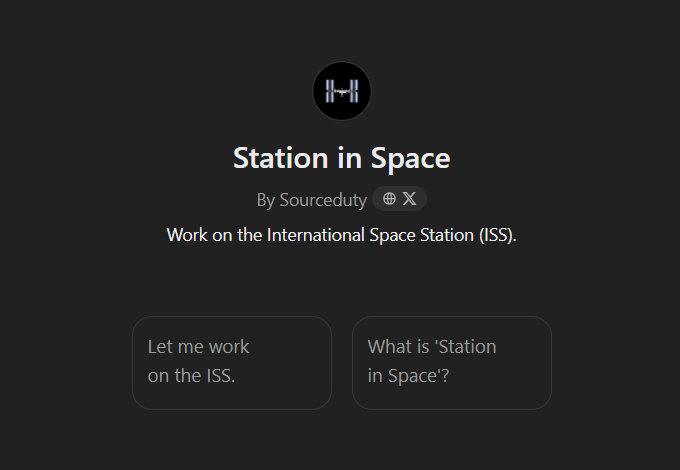 Station in Space
By Sourceduty
Work on the International Space Station (ISS).
Let me work
on the ISS.
What is 'Station
in Space'?